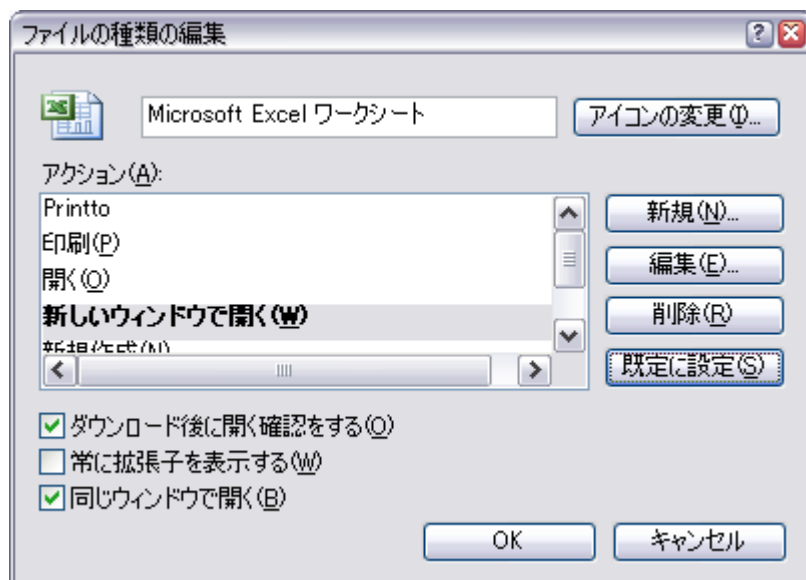 ファイルの種類の編集
Microsoft Excel ワークシート
アイコンの変更(I)...
アクション(A):
Printto
印刷(P)
開く(O)
新しいウィンドウで開く(W)
新規作成(N)
新規(N)...
編集(E)...
削除(R)
既定に設定(S)
ダウンロード後に開く確認をする(O)
常に拡張子を表示する(W)
同じウィンドウで開く(B)
OK
キャンセル